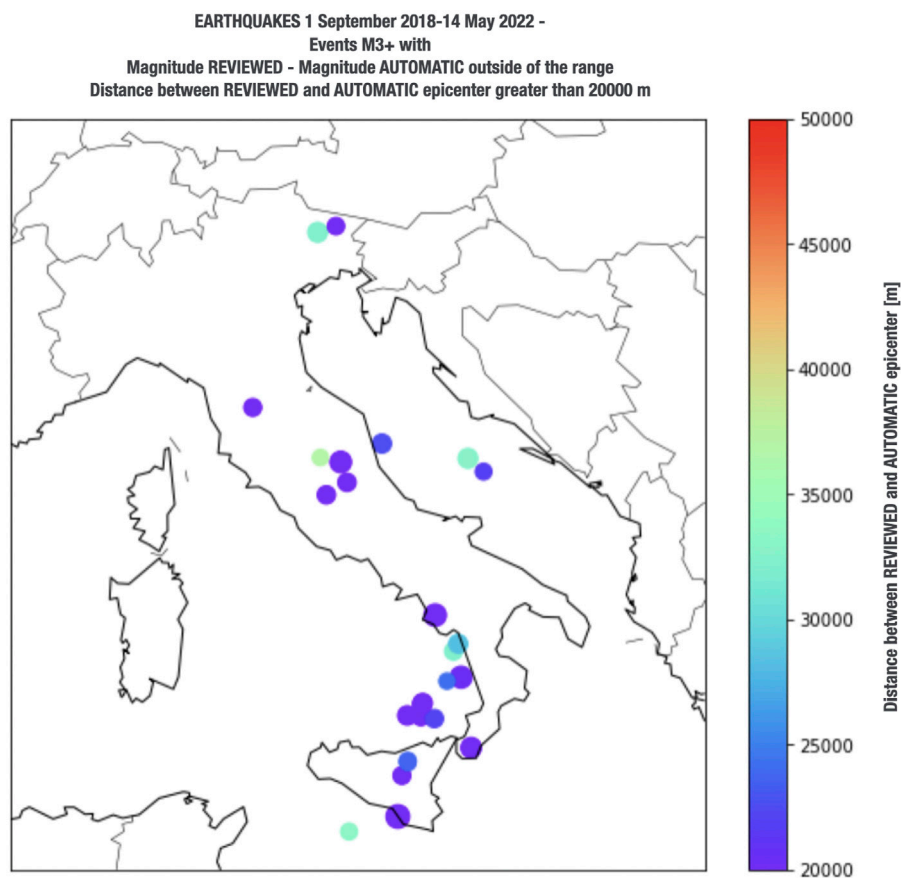 EARTHQUAKES 1 September 2018-14 May 2022 -
Events M3+ with
Magnitude REVIEWED - Magnitude AUTOMATIC outside of the range
Distance between REVIEWED and AUTOMATIC epicenter greater than 20000 m
50000
45000
40000
35000
30000
25000
20000
Distance between REVIEWED and AUTOMATIC epicenter [m]